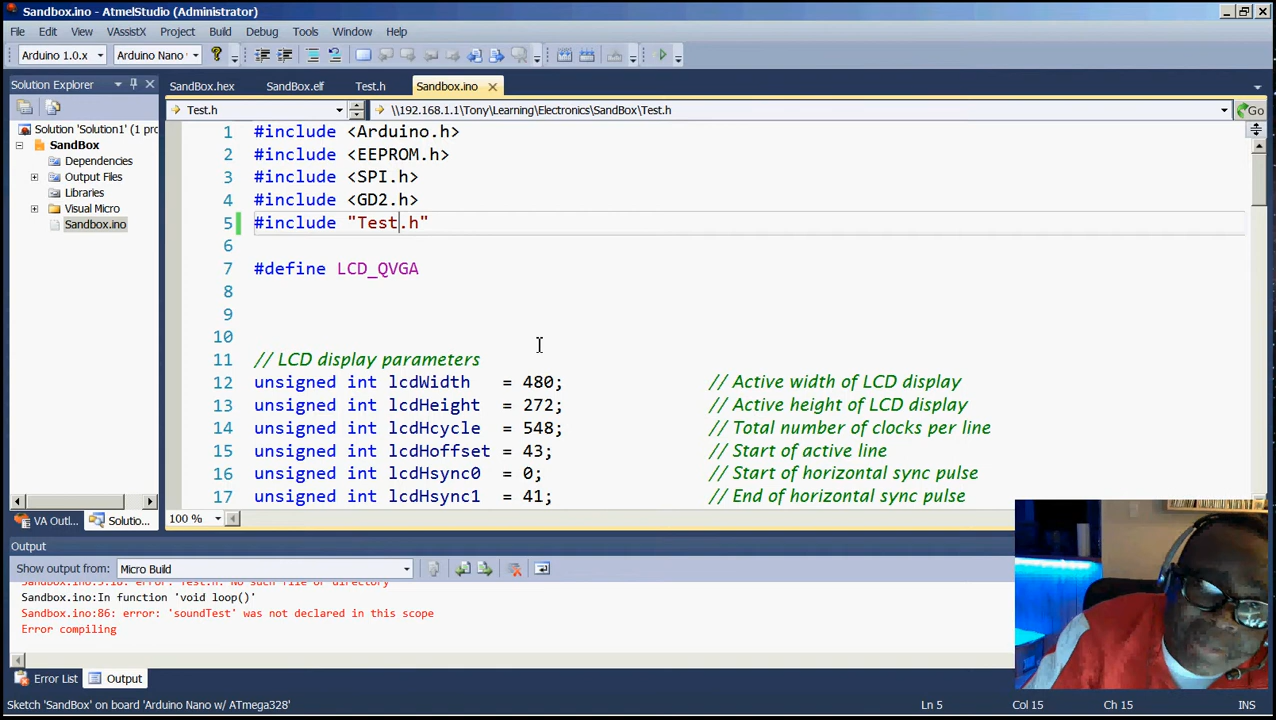 Sandbox.ino - AtmelStudio (Administrator)
File Edit View VAssistX Project Build Debug Tools Window Help
Arduino 1.0.x Arduino Nano
Solution Explorer
SandBox.hex SandBox.elf Test.h Sandbox.ino
Test.h \\192.168.1.1\Tony\Learning\Electronics\SandBox\Test.h Go
Solution 'Solution1' (1 pro
SandBox
Dependencies
Output Files
Libraries
Visual Micro
Sandbox.ino
1 #include <Arduino.h>
2 #include <EEPROM.h>
3 #include <SPI.h>
4 #include <GD2.h>
5 #include "Test.h"
6
7 #define LCD_QVGA
8
9
10
11 // LCD display parameters
12 unsigned int lcdWidth = 480; // Active width of LCD display
13 unsigned int lcdHeight = 272; // Active height of LCD display
14 unsigned int lcdHcycle = 548; // Total number of clocks per line
15 unsigned int lcdHoffset = 43; // Start of active line
16 unsigned int lcdHsync0 = 0; // Start of horizontal sync pulse
17 unsigned int lcdHsync1 = 41; // End of horizontal sync pulse
100 %
VA Outl... Solutio...
Output
Show output from: Micro Build
Sandbox.ino:5:18: error: Test.h: No such file or directory
Sandbox.ino:In function 'void loop()'
Sandbox.ino:86: error: 'soundTest' was not declared in this scope
Error compiling
Error List Output
Sketch 'SandBox' on board 'Arduino Nano w/ ATmega328' Ln 5 Col 15 Ch 15 INS